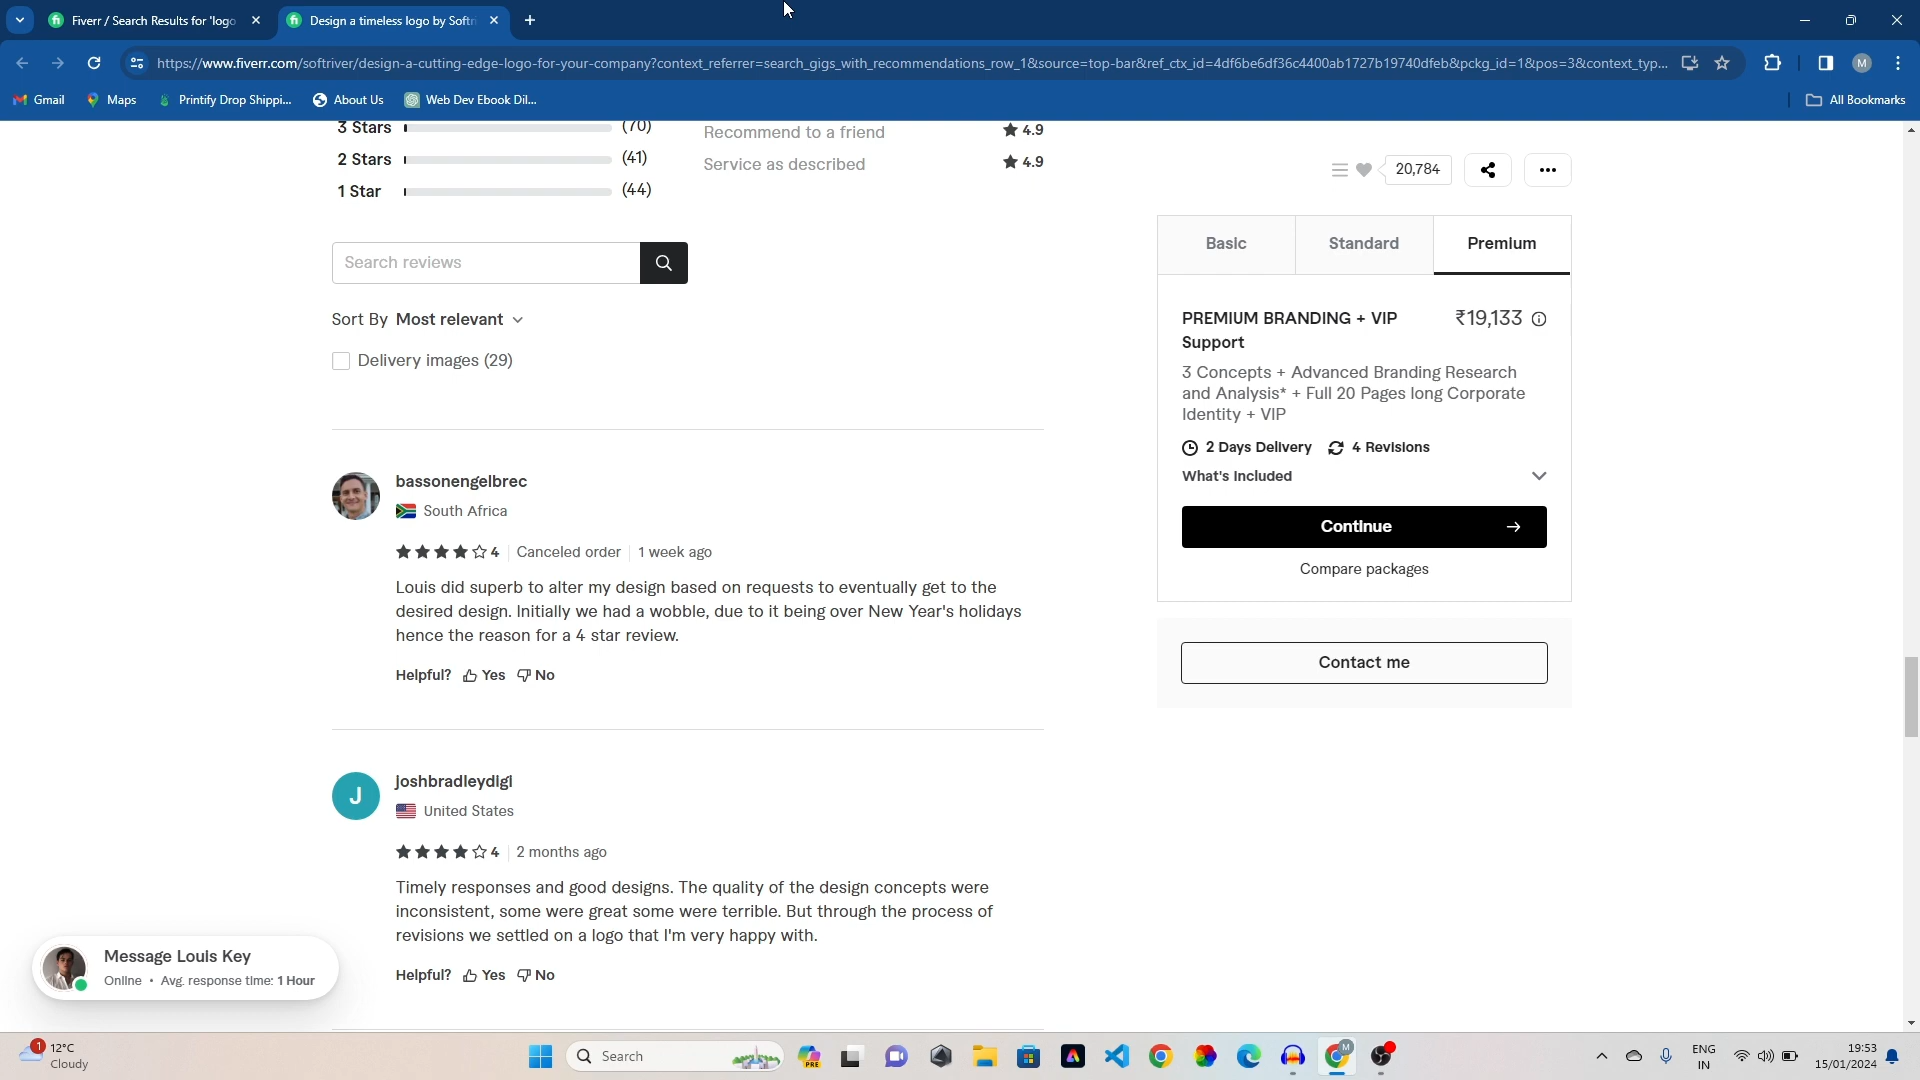 Fiverr / Search Results for 'logo
Design a timeless logo by Softri
https://www.fiverr.com/softriver/design-a-cutting-edge-logo-for-your-company?context_referrer=search_gigs_with_recommendations_row_1&source=top-bar&ref_ctx_id=4df6be6df36c4400ab1727b19740dfeb&pckg_id=1&pos=3&context_typ...
M
Gmail
Maps
Printify Drop Shippi...
About Us
Web Dev Ebook Dil...
All Bookmarks
3 Stars (70)
2 Stars (41)
1 Star (44)
Recommend to a friend 4.9
Service as described 4.9
20,784
Search reviews
Sort By Most relevant
Delivery images (29)
Basic Standard Premium
PREMIUM BRANDING + VIP Support ₹19,133
3 Concepts + Advanced Branding Research
and Analysis* + Full 20 Pages long Corporate
Identity + VIP
2 Days Delivery 4 Revisions
What's Included
Continue
Compare packages
Contact me
bassonengelbrec
South Africa
4 Canceled order 1 week ago
Louis did superb to alter my design based on requests to eventually get to the
desired design. Initially we had a wobble, due to it being over New Year's holidays
hence the reason for a 4 star review.
Helpful? Yes No
J
joshbradleydigi
United States
4 2 months ago
Timely responses and good designs. The quality of the design concepts were
inconsistent, some were great some were terrible. But through the process of
revisions we settled on a logo that I'm very happy with.
Helpful? Yes No
Message Louis Key
Online • Avg. response time: 1 Hour
1
12°C
Cloudy
Search
PRE
M
ENG
IN
19:53
15/01/2024